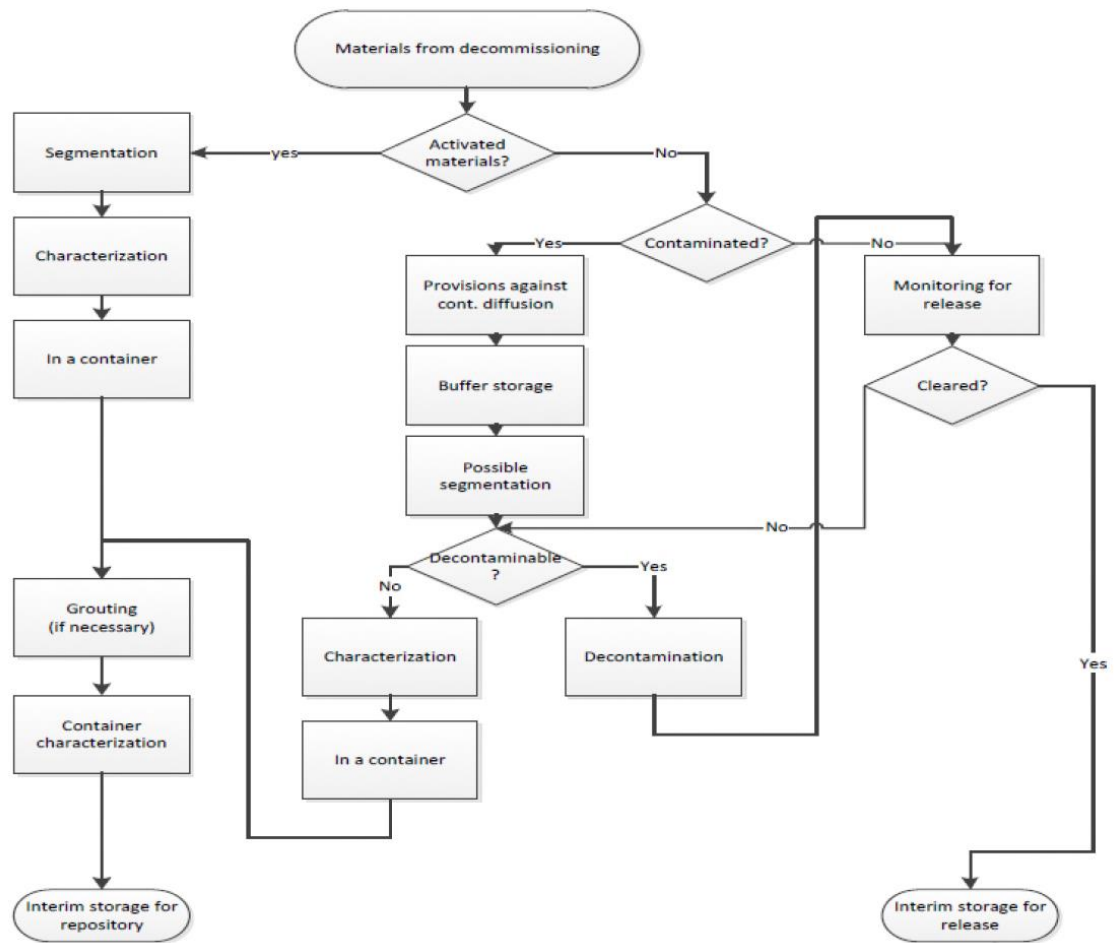 Materials from decommissioning
Activated
materials?
yes
No
Segmentation
Characterization
In a container
Contaminated?
Yes
No
Provisions against
cont. diffusion
Buffer storage
Possible
segmentation
Monitoring for
release
Cleared?
No
Yes
Decontaminable
?
No
Yes
Characterization
In a container
Decontamination
Grouting
(if necessary)
Container
characterization
Interim storage for
repository
Interim storage for
release